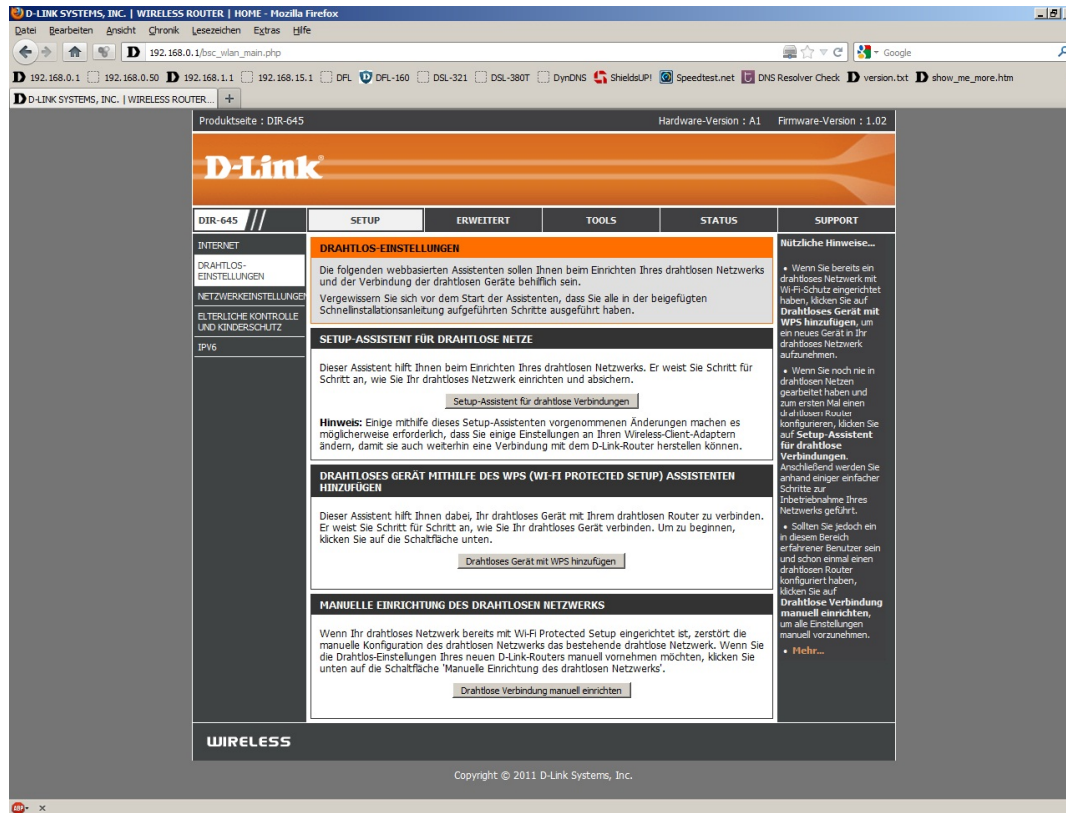 D-LINK SYSTEMS, INC. | WIRELESS ROUTER | HOME - Mozilla Firefox
Datei Bearbeiten Ansicht Chronik Lesezeichen Extras Hilfe
192.168.0.1/bsc_wlan_main.php
Google
192.168.0.1 192.168.0.50 192.168.1.1 192.168.15.1 DFL DFL-160 DSL-321 DSL-380T DynDNS ShieldsUP! Speedtest.net DNS Resolver Check version.txt show_me_more.htm
D-LINK SYSTEMS, INC. | WIRELESS ROUTER... +
Produktseite : DIR-645 Hardware-Version : A1 Firmware-Version : 1.02
D-Link
DIR-645 // SETUP ERWEITERT TOOLS STATUS SUPPORT
INTERNET
DRAHTLOS-
EINSTELLUNGEN
NETZWERKEINSTELLUNGEN
ELTERLICHE KONTROLLE
UND KINDERSCHUTZ
IPV6
DRAHTLOS-EINSTELLUNGEN
Die folgenden webbasierten Assistenten sollen Ihnen beim Einrichten Ihres drahtlosen Netzwerks
und der Verbindung der drahtlosen Geräte behilflich sein.
Vergewissern Sie sich vor dem Start der Assistenten, dass Sie alle in der beigefügten
Schnellinstallationsanleitung aufgeführten Schritte ausgeführt haben.
SETUP-ASSISTENT FÜR DRAHTLOSE NETZE
Dieser Assistent hilft Ihnen beim Einrichten Ihres drahtlosen Netzwerks. Er weist Sie Schritt für
Schritt an, wie Sie Ihr drahtloses Netzwerk einrichten und absichern.
Setup-Assistent für drahtlose Verbindungen
Hinweis: Einige mithilfe dieses Setup-Assistenten vorgenommenen Änderungen machen es
möglicherweise erforderlich, dass Sie einige Einstellungen an Ihren Wireless-Client-Adaptern
ändern, damit sie auch weiterhin eine Verbindung mit dem D-Link-Router herstellen können.
DRAHTLOSES GERÄT MITHILFE DES WPS (WI-FI PROTECTED SETUP) ASSISTENTEN
HINZUFÜGEN
Dieser Assistent hilft Ihnen dabei, Ihr drahtloses Gerät mit Ihrem drahtlosen Router zu verbinden.
Er weist Sie Schritt für Schritt an, wie Sie Ihr drahtloses Gerät verbinden. Um zu beginnen,
klicken Sie auf die Schaltfläche unten.
Drahtloses Gerät mit WPS hinzufügen
MANUELLE EINRICHTUNG DES DRAHTLOSEN NETZWERKS
Wenn Ihr drahtloses Netzwerk bereits mit Wi-Fi Protected Setup eingerichtet ist, zerstört die
manuelle Konfiguration des drahtlosen Netzwerks das bestehende drahtlose Netzwerk. Wenn Sie
die Drahtlos-Einstellungen Ihres neuen D-Link-Routers manuell vornehmen möchten, klicken Sie
unten auf die Schaltfläche 'Manuelle Einrichtung des drahtlosen Netzwerks'.
Drahtlose Verbindung manuell einrichten
Nützliche Hinweise...
• Wenn Sie bereits ein
drahtloses Netzwerk mit
Wi-Fi-Schutz eingerichtet
haben, klicken Sie auf
Drahtloses Gerät mit
WPS hinzufügen, um
ein neues Gerät in Ihr
drahtloses Netzwerk
aufzunehmen.
• Wenn Sie noch nie in
drahtlosen Netzen
gearbeitet haben und
zum ersten Mal einen
drahtlosen Router
konfigurieren, klicken Sie
auf Setup-Assistent
für drahtlose
Verbindungen.
Anschließend werden Sie
anhand einiger einfacher
Schritte zur
Inbetriebnahme Ihres
Netzwerks geführt.
• Sollten Sie jedoch ein
in diesem Bereich
erfahrener Benutzer sein
und schon einmal einen
drahtlosen Router
konfiguriert haben,
klicken Sie auf
Drahtlose Verbindung
manuell einrichten,
um alle Einstellungen
manuell vorzunehmen.
• Mehr...
WIRELESS
Copyright © 2011 D-Link Systems, Inc.
ABP